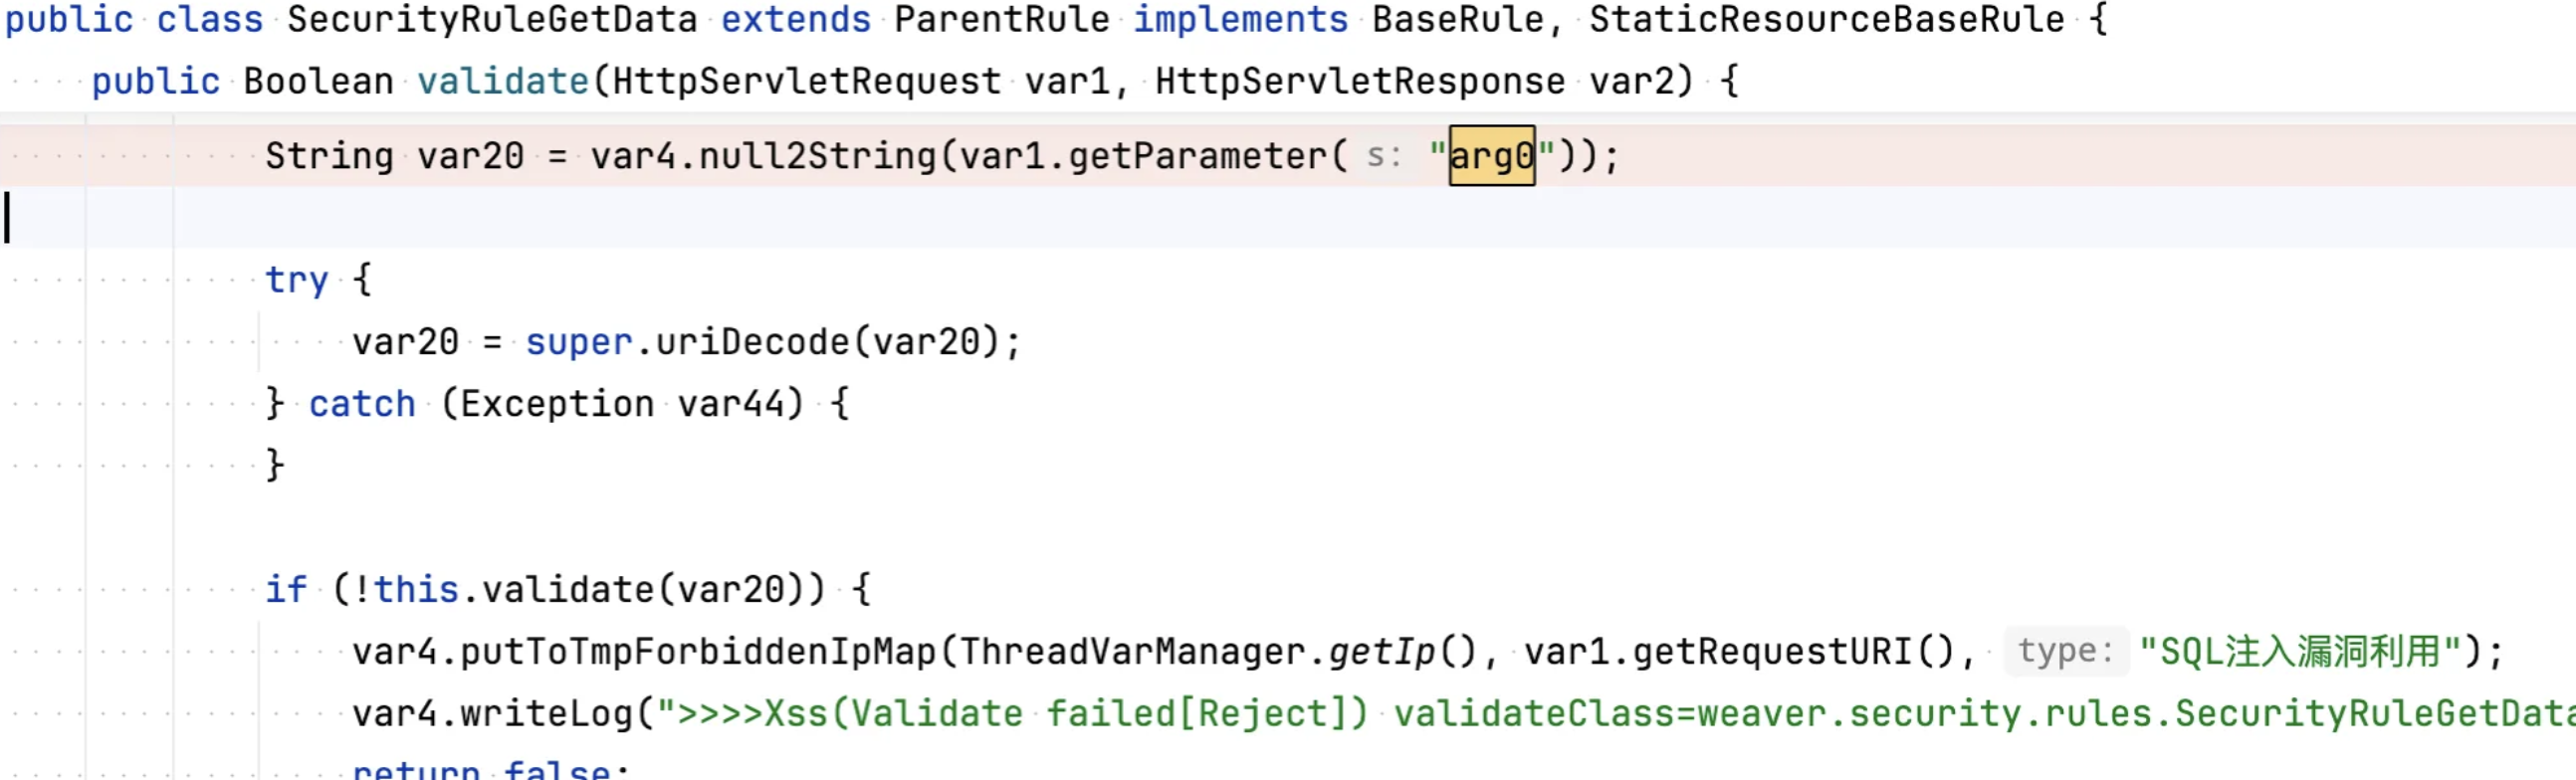 public class SecurityRuleGetData extends ParentRule implements BaseRule, StaticResourceBaseRule {
public Boolean validate(HttpServletRequest var1, HttpServletResponse var2) {
String var20 = var4.null2String(var1.getParameter( s: "arg0"));
try {
var20 = super.uriDecode(var20);
} catch (Exception var44) {
}
if (!this.validate(var20)) {
var4.putToTmpForbiddenIpMap(ThreadVarManager.getIp(), var1.getRequestURI(), type: "SQL注入漏洞利用");
var4.writeLog(">>>>Xss(Validate failed[Reject]) validateClass=weaver.security.rules.SecurityRuleGetData
return false;